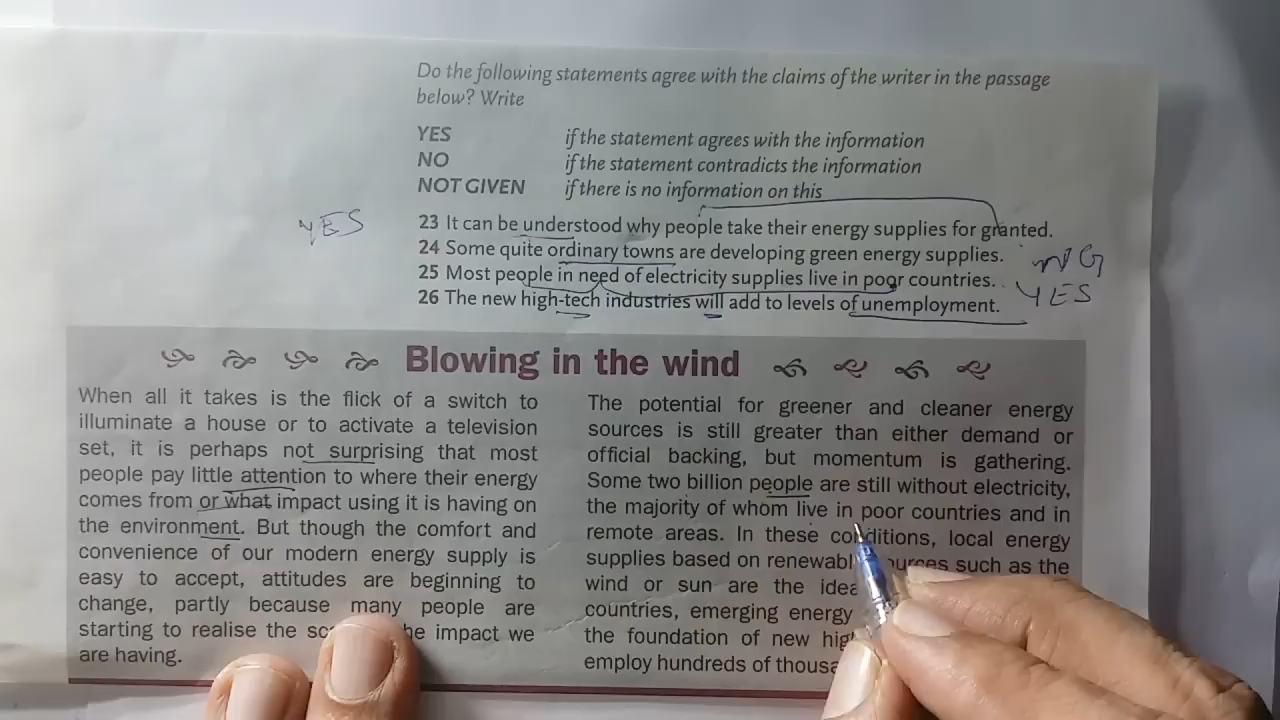 Do the following statements agree with the claims of the writer in the passage
below? Write
YES if the statement agrees with the information
NO if the statement contradicts the information
NOT GIVEN if there is no information on this
YES
23 It can be understood why people take their energy supplies for granted.
24 Some quite ordinary towns are developing green energy supplies.
NG
25 Most people in need of electricity supplies live in poor countries.
YES
26 The new high-tech industries will add to levels of unemployment.
Blowing in the wind
When all it takes is the flick of a switch to
illuminate a house or to activate a television
set, it is perhaps not surprising that most
people pay little attention to where their energy
comes from or what impact using it is having on
the environment. But though the comfort and
convenience of our modern energy supply is
easy to accept, attitudes are beginning to
change, partly because many people are
starting to realise the impact we
are having.
The potential for greener and cleaner energy
sources is still greater than either demand or
official backing, but momentum is gathering.
Some two billion people are still without electricity,
the majority of whom live in poor countries and in
remote areas. In these conditions, local energy
supplies based on such as the
wind or sun are the
countries, emerging energy
the foundation of new
employ hundreds of